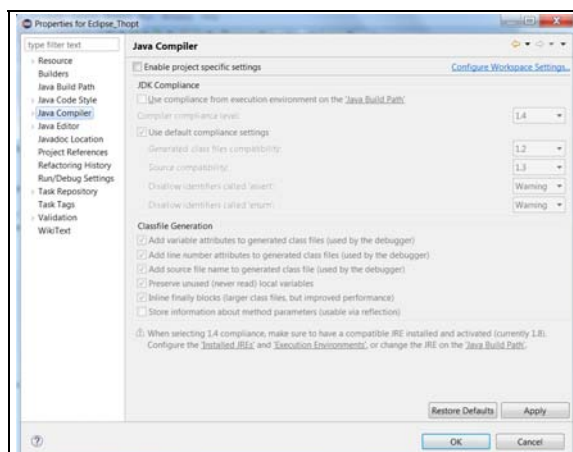 Properties for Eclipse_Thopt
type filter text
Resource
Builders
Java Build Path
Java Code Style
Java Compiler
Java Editor
Javadoc Location
Project References
Refactoring History
Run/Debug Settings
Task Repository
Task Tags
Validation
WikiText
Java Compiler
Enable project specific settings
Configure Workspace Settings...
JDK Compliance
Use compliance from execution environment on the 'Java Build Path'
Compiler compliance level: 1.4
Use default compliance settings
Generated .class files compatibility: 1.2
Source compatibility: 1.3
Disallow identifiers called 'assert': Warning
Disallow identifiers called 'enum': Warning
Classfile Generation
Add variable attributes to generated class files (used by the debugger)
Add line number attributes to generated class files (used by the debugger)
Add source file name to generated class file (used by the debugger)
Preserve unused (never read) local variables
Inline finally blocks (larger class files, but improved performance)
Store information about method parameters (usable via reflection)
When selecting 1.4 compliance, make sure to have a compatible JRE installed and activated (currently 1.8).
Configure the 'Installed JREs' and 'Execution Environments', or change the JRE on the 'Java Build Path'.
Restore Defaults
Apply
OK
Cancel